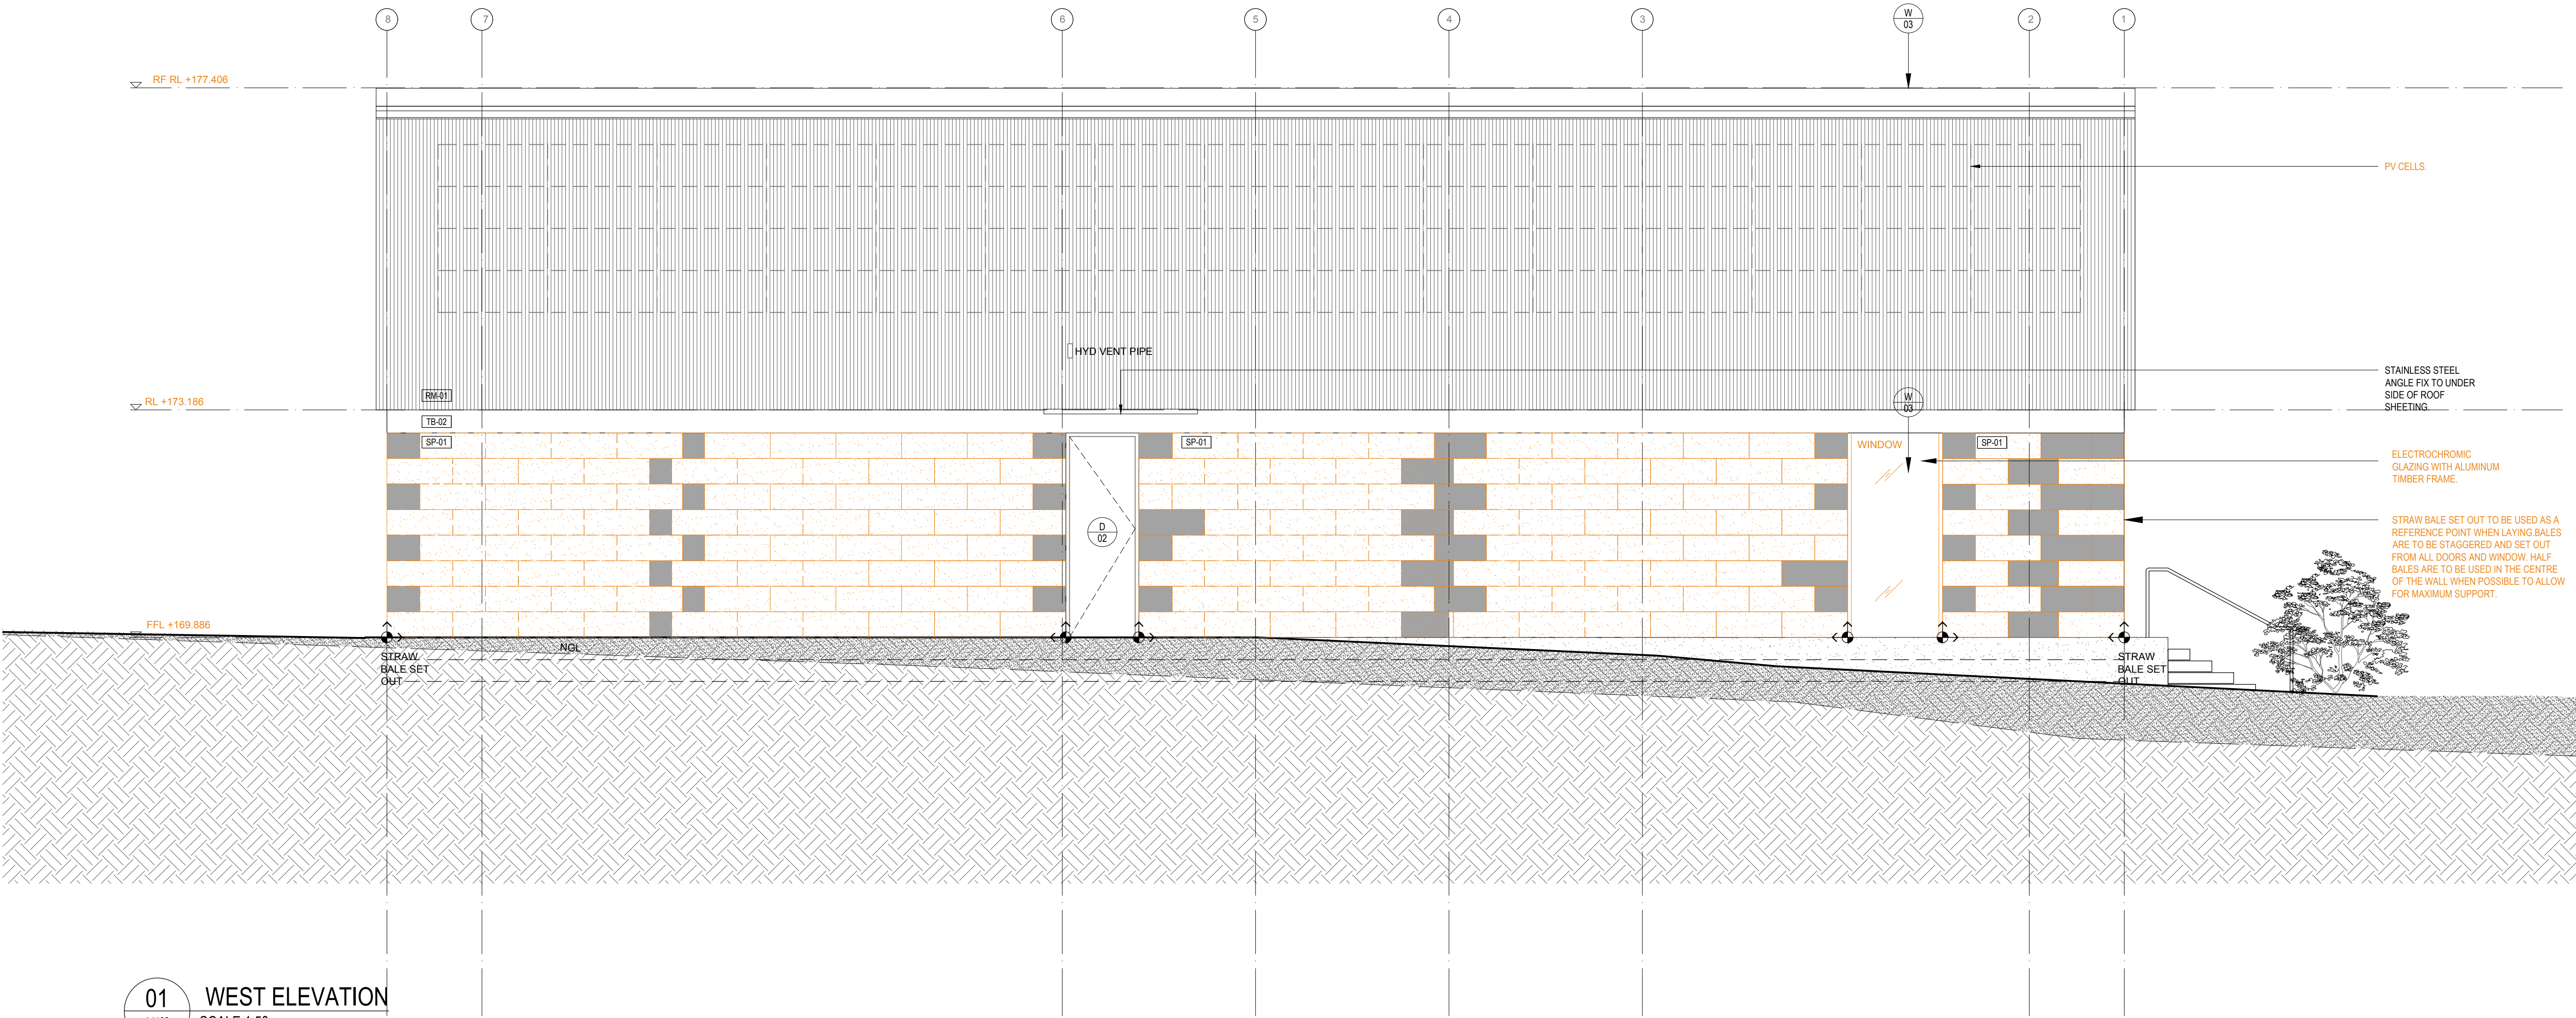 8
7
6
5
4
3
W
03
2
1
RF RL +177.406
PV CELLS.
HYD VENT PIPE
STAINLESS STEEL
ANGLE FIX TO UNDER
SIDE OF ROOF
SHEETING.
RM-01
RL +173.186
W
03
TB-02
SP-01
SP-01
WINDOW
SP-01
ELECTROCHROMIC
GLAZING WITH ALUMINUM
TIMBER FRAME.
D
02
STRAW BALE SET OUT TO BE USED AS A
REFERENCE POINT WHEN LAYING.BALES
ARE TO BE STAGGERED AND SET OUT
FROM ALL DOORS AND WINDOW. HALF
BALES ARE TO BE USED IN THE CENTRE
OF THE WALL WHEN POSSIBLE TO ALLOW
FOR MAXIMUM SUPPORT.
FFL +169.886
NGL
STRAW
BALE SET
OUT
STRAW
BALE SET
OUT
01
WEST ELEVATION
SCALE 1:50